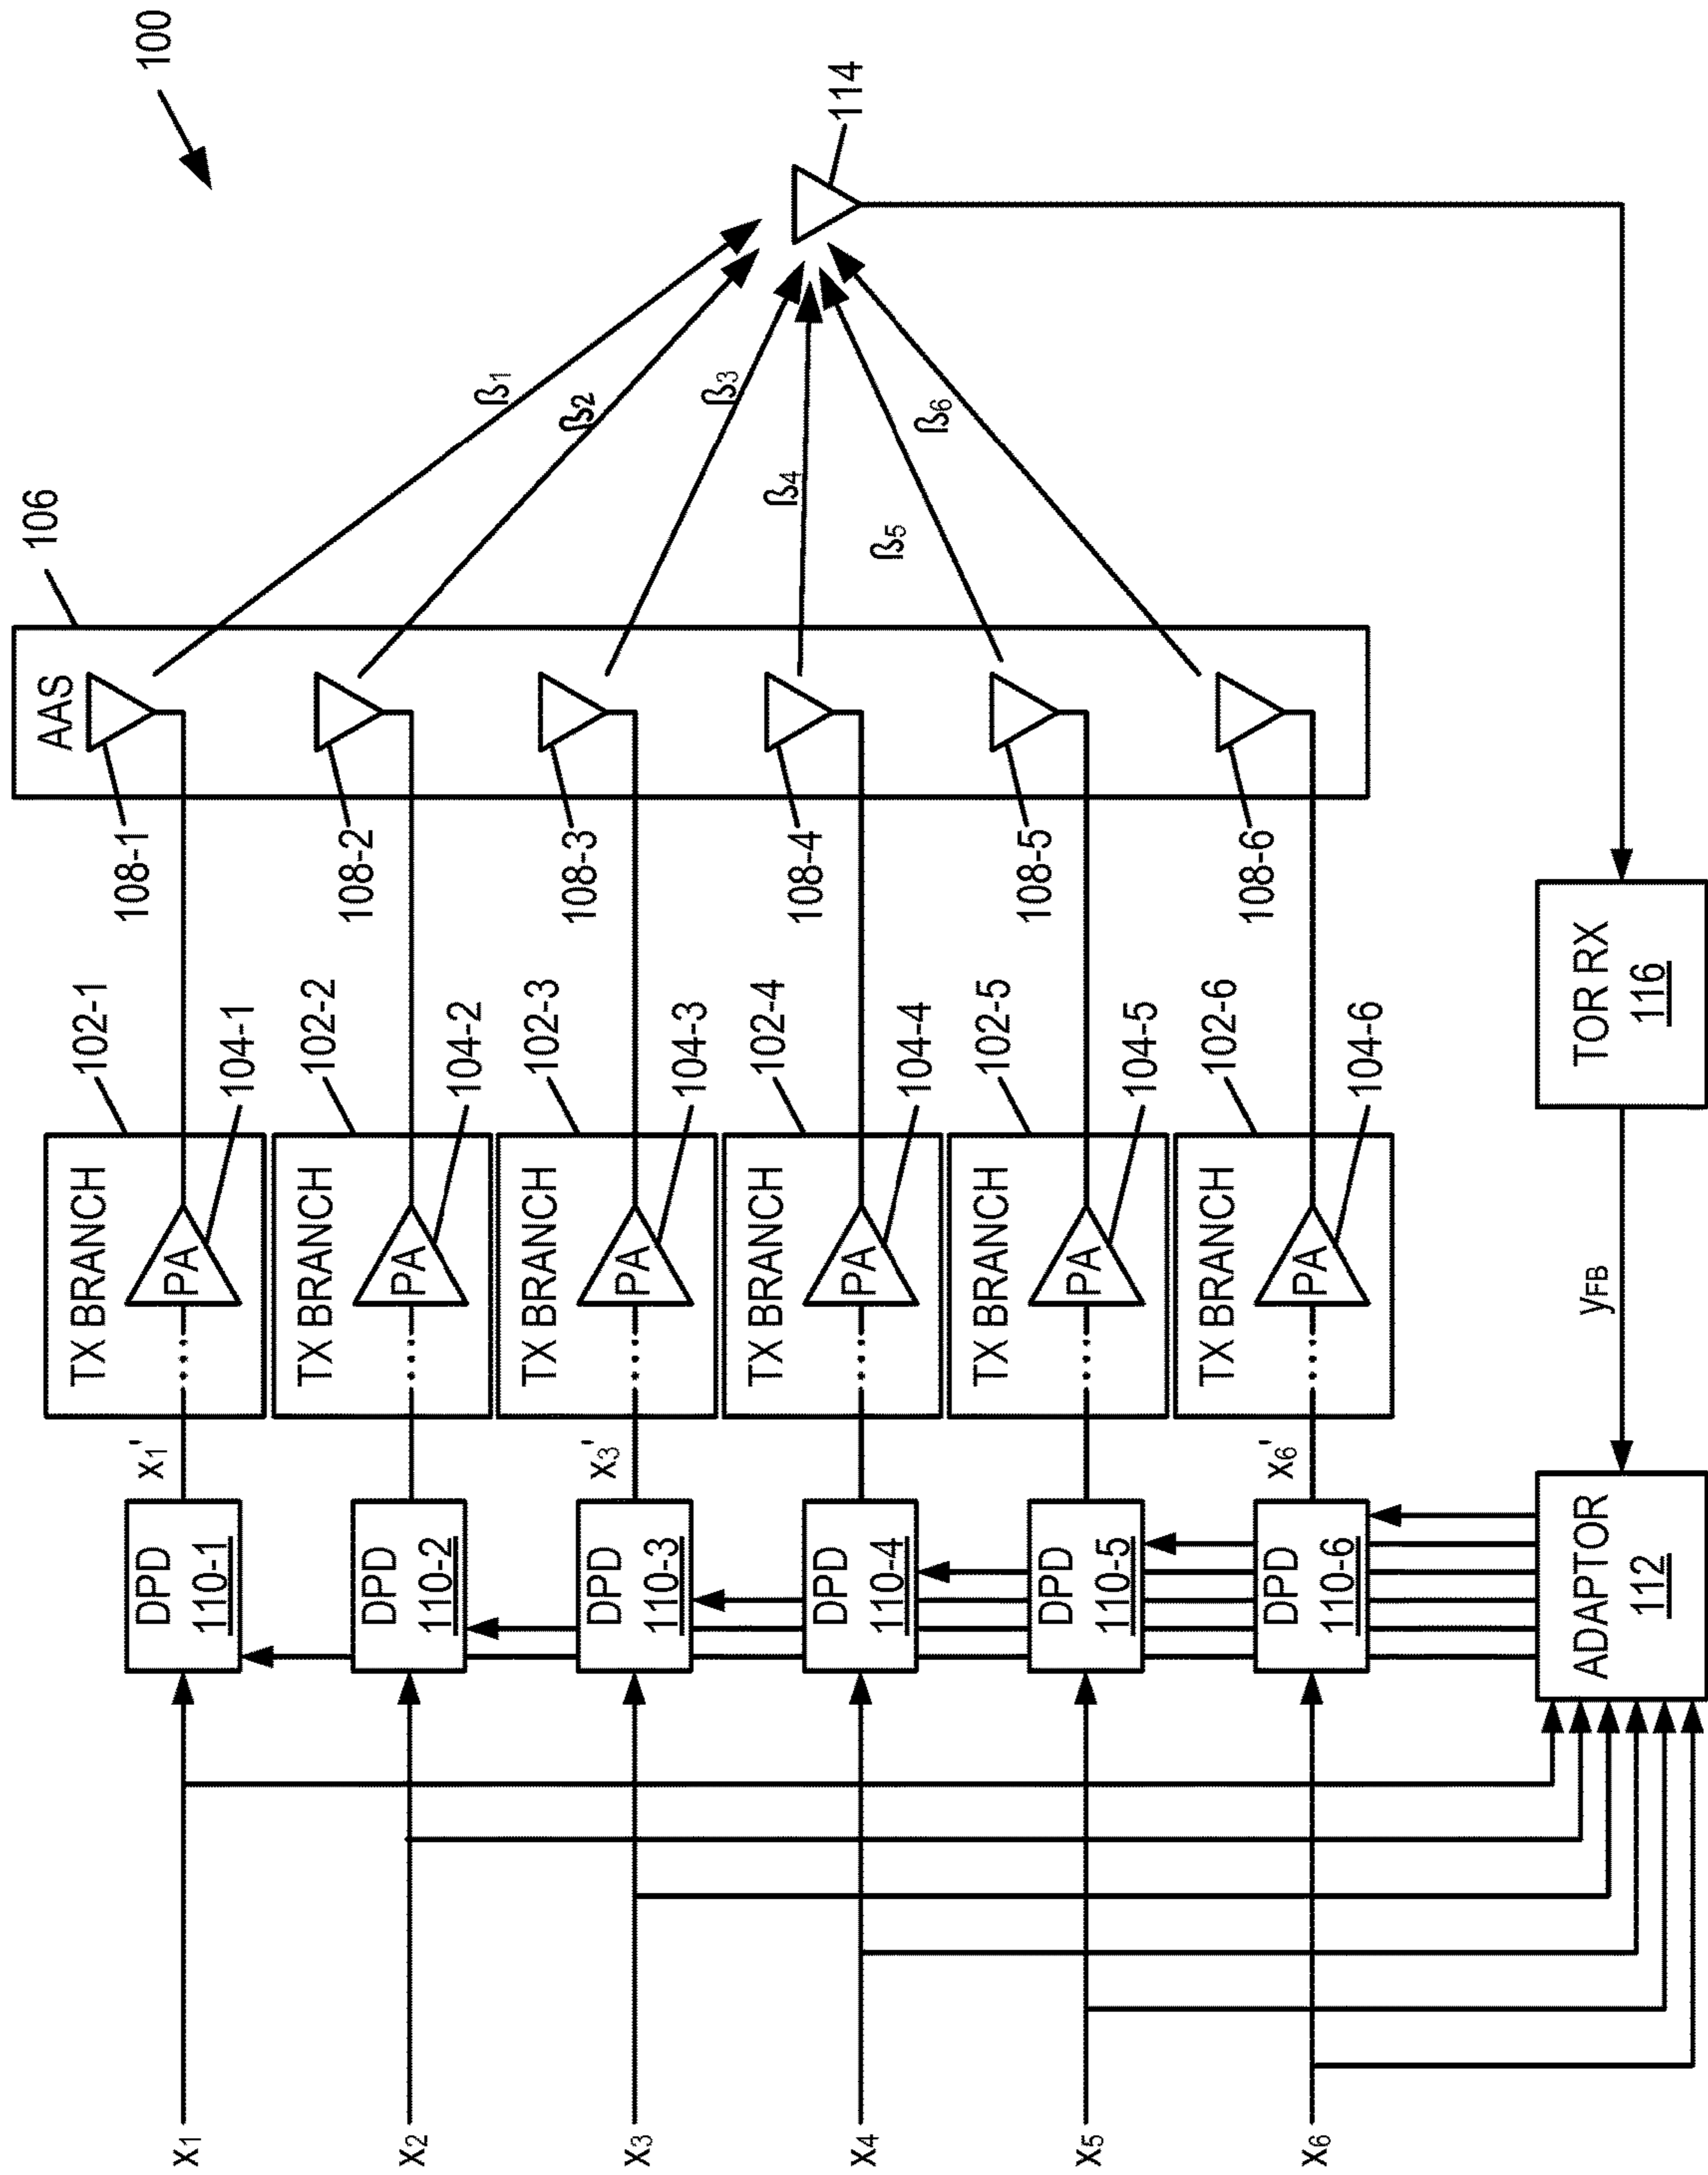 100
106
AAS
108-1
108-2
108-3
108-4
108-5
108-6
ß1
ß2
ß3
ß4
ß5
ß6
114
x1
x2
x3
x4
x5
x6
DPD
110-1
DPD
110-2
DPD
110-3
DPD
110-4
DPD
110-5
DPD
110-6
x1'
x3'
x6'
TX BRANCH
PA
102-1
104-1
TX BRANCH
PA
102-2
104-2
TX BRANCH
PA
102-3
104-3
TX BRANCH
PA
102-4
104-4
TX BRANCH
PA
102-5
104-5
TX BRANCH
PA
102-6
104-6
ADAPTOR
112
yFB
TOR RX
116